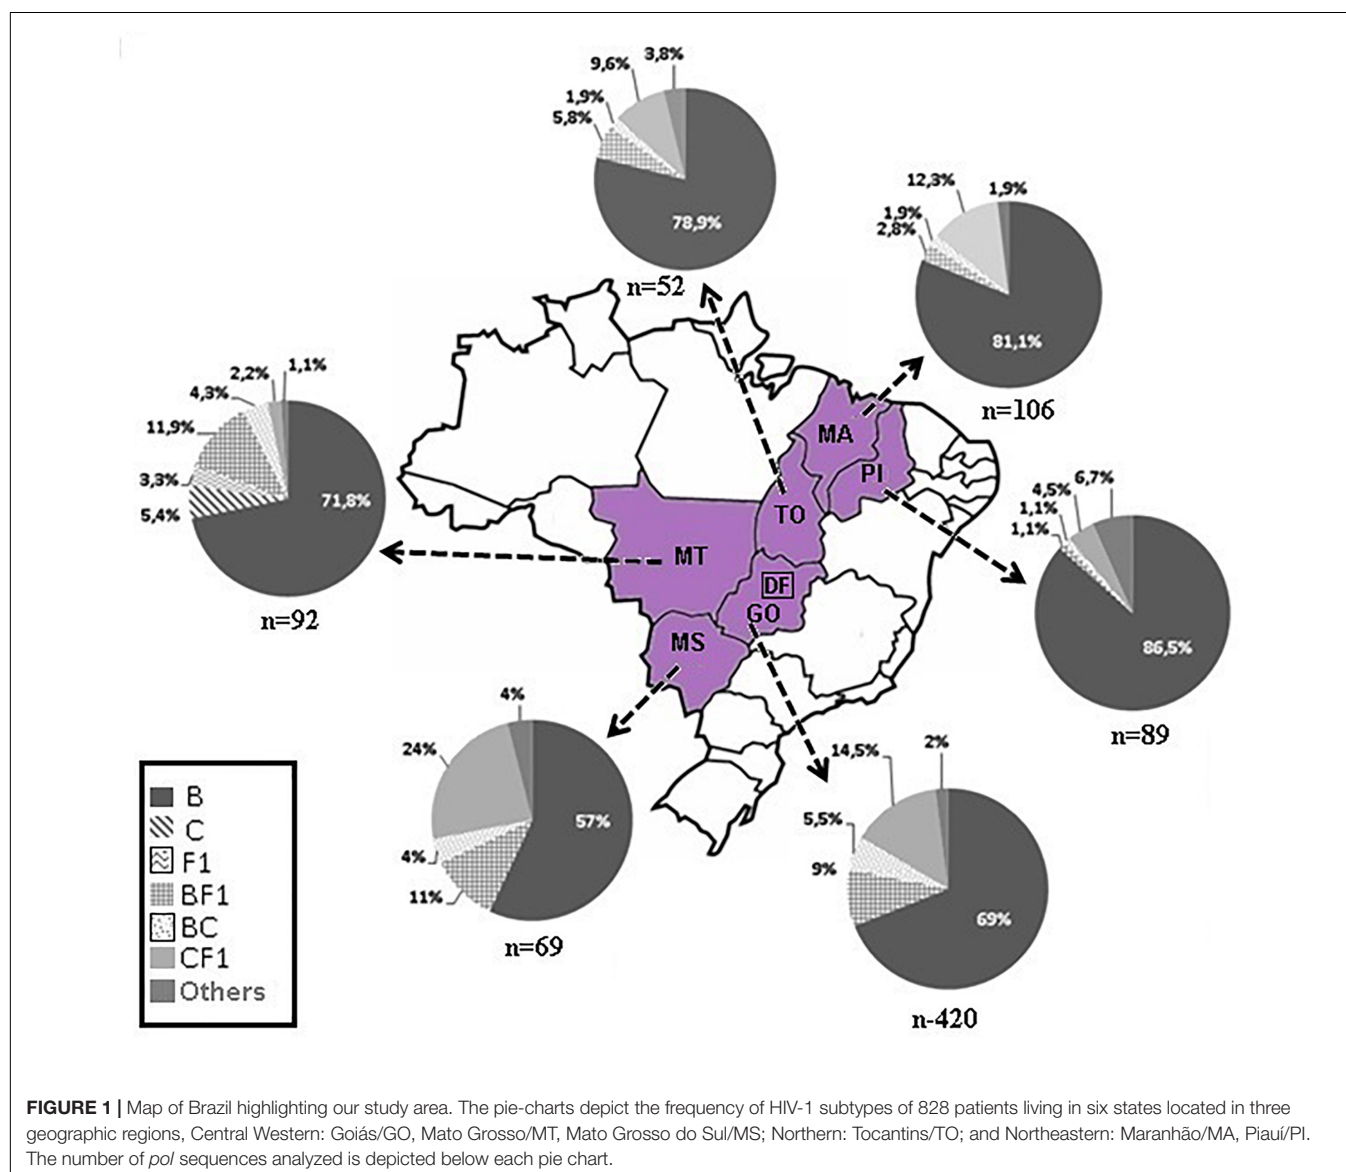 3,8%
9,6%
1,9%
5,8%
78,9%
n=52
12,3%
1,9%
1,9%
2,8%
81,1%
n=106
1,1%
2,2%
4,3%
11,9%
3,3%
5,4%
71,8%
n=92
MA
PI
TO
MT
DF
GO
MS
6,7%
4,5%
1,1%
1,1%
86,5%
n=89
4%
24%
57%
4%
11%
n=69
14,5%
2%
5,5%
9%
69%
n-420
B
C
F1
BF1
BC
CF1
Others
FIGURE 1 | Map of Brazil highlighting our study area. The pie-charts depict the frequency of HIV-1 subtypes of 828 patients living in six states located in three
geographic regions, Central Western: Goiás/GO, Mato Grosso/MT, Mato Grosso do Sul/MS; Northern: Tocantins/TO; and Northeastern: Maranhão/MA, Piauí/PI.
The number of pol sequences analyzed is depicted below each pie chart.